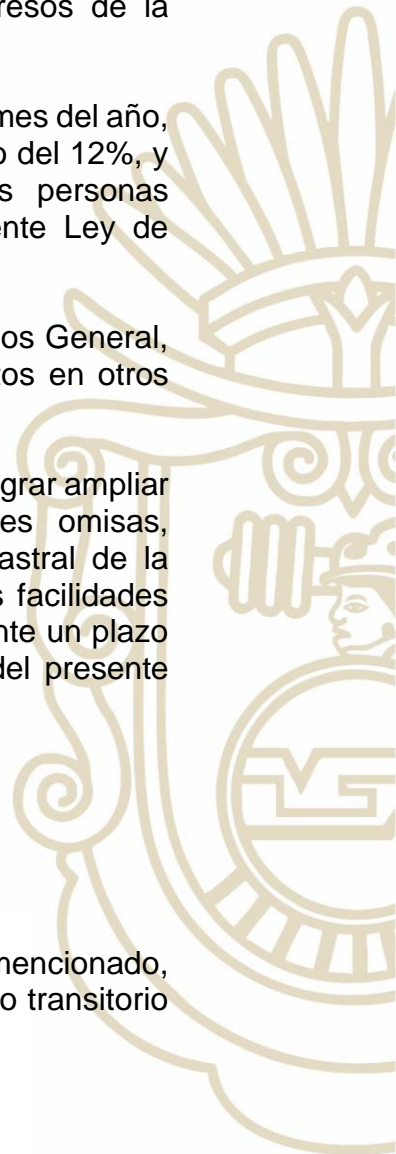 resos de la
mes del año,
o del 12%, y
s personas
ente Ley de
os General,
tos en otros
grar ampliar
es omisas,
astral de la
s facilidades
nte un plazo
del presente
mencionado,
o transitorio